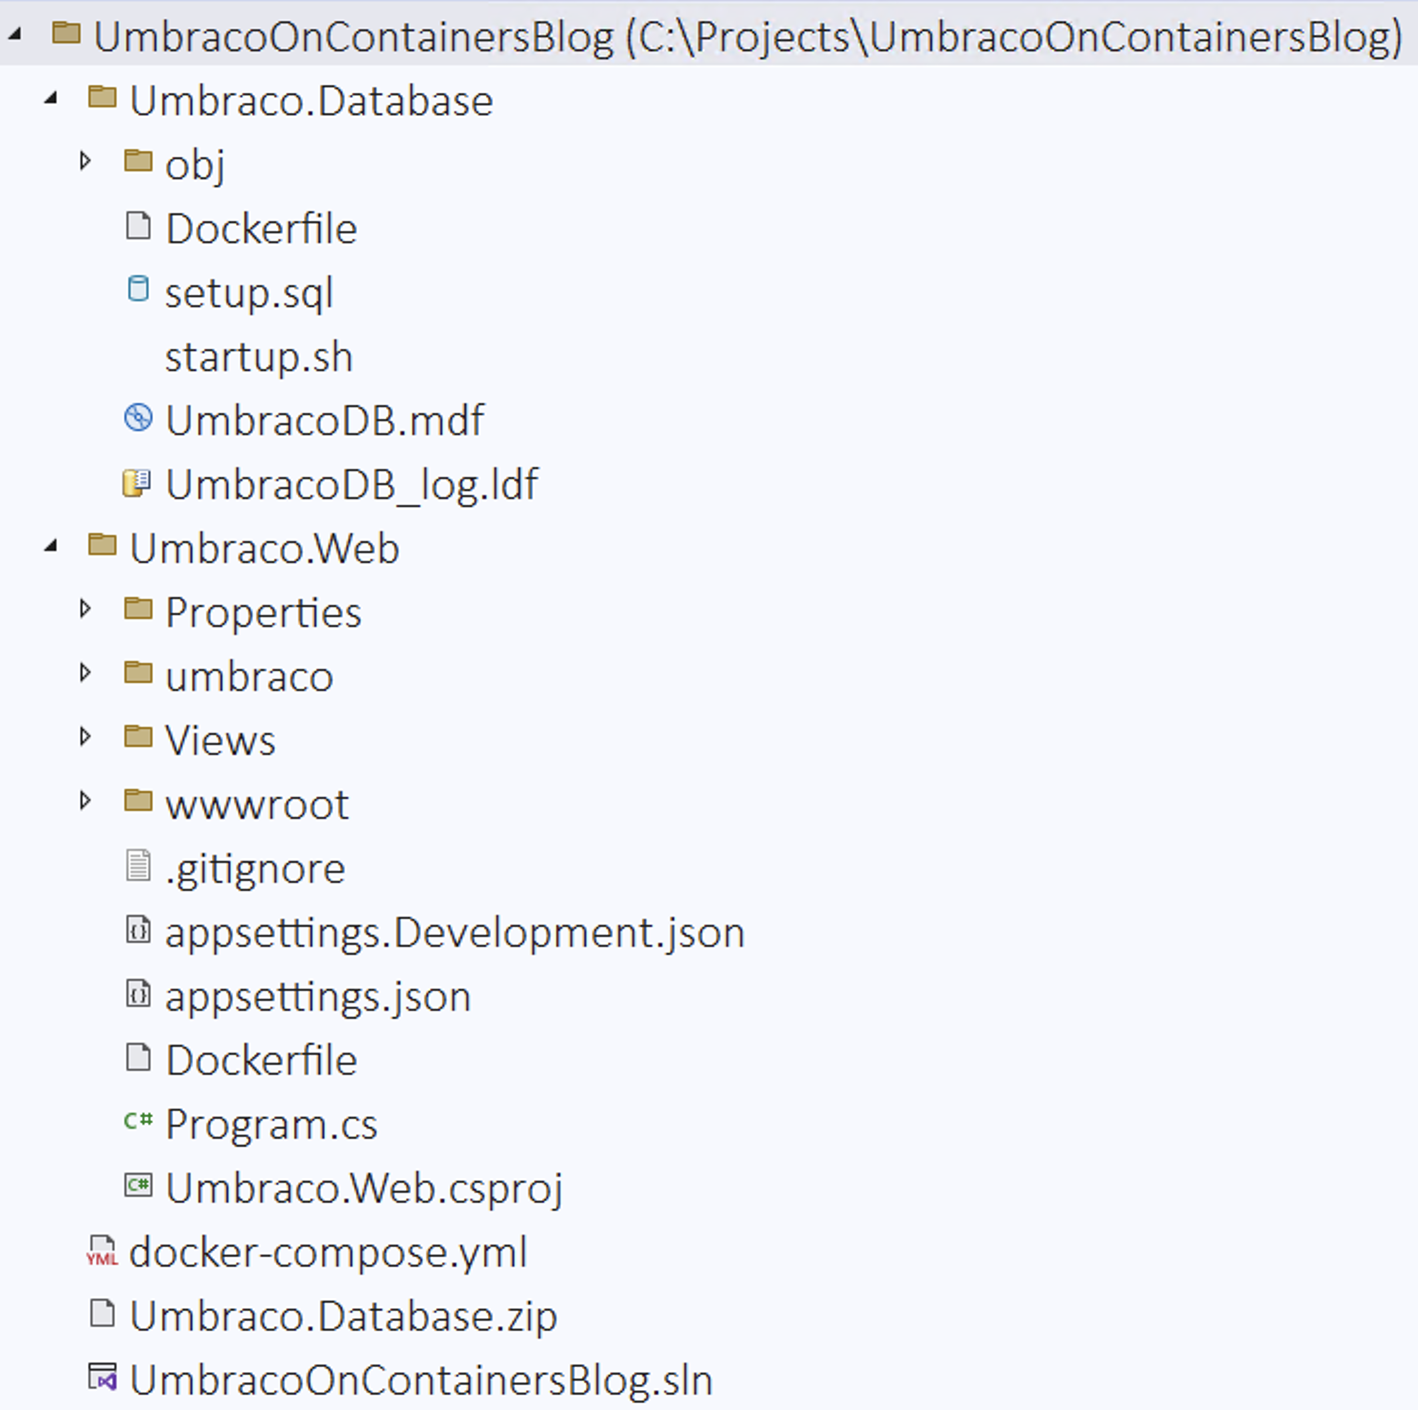 UmbracoOnContainersBlog (C:\Projects\UmbracoOnContainersBlog)
Umbraco.Database
obj
Dockerfile
setup.sql
startup.sh
UmbracoDB.mdf
UmbracoDB_log.ldf
Umbraco.Web
Properties
umbraco
Views
wwwroot
.gitignore
appsettings.Development.json
appsettings.json
Dockerfile
C# Program.cs
C# Umbraco.Web.csproj
YML docker-compose.yml
Umbraco.Database.zip
UmbracoOnContainersBlog.sln